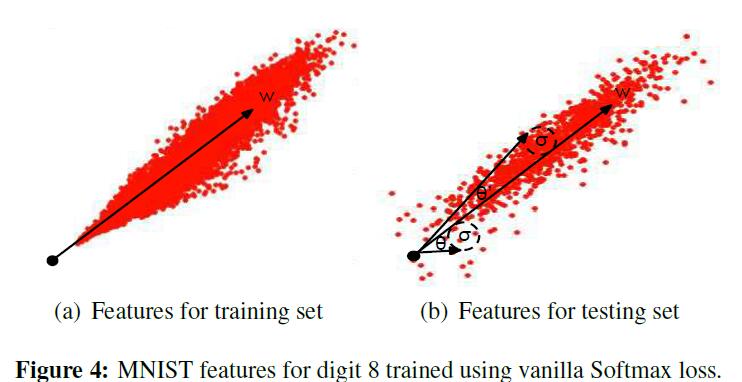 w
w
σ
θ
θ
σ
(a) Features for training set
(b) Features for testing set
Figure 4: MNIST features for digit 8 trained using vanilla Softmax loss.